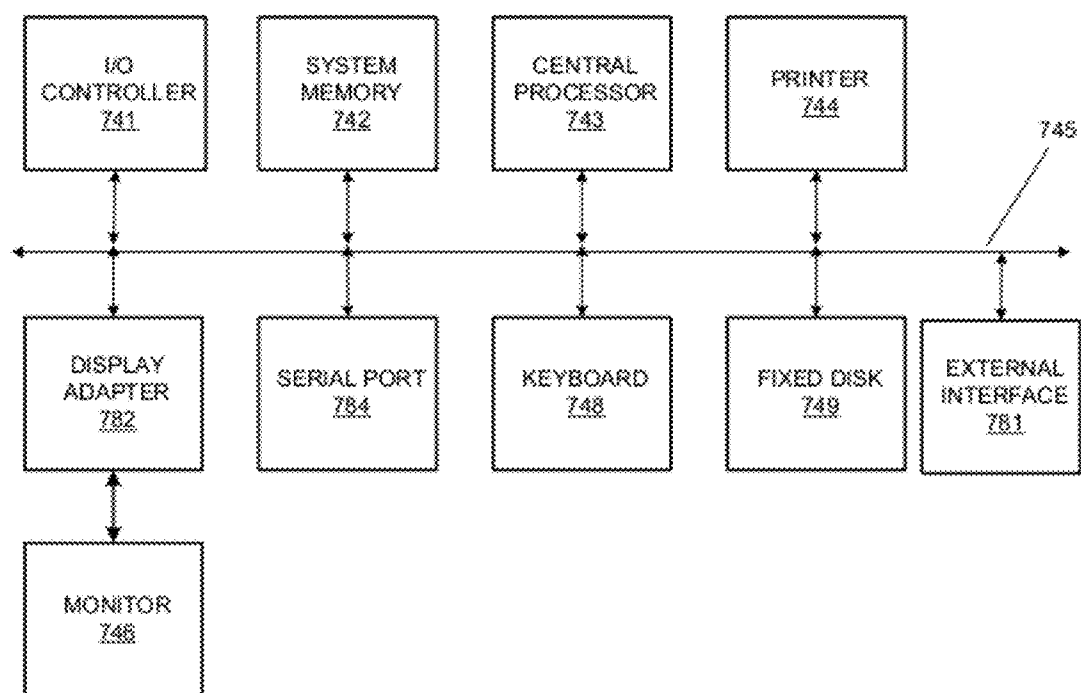 I/O
CONTROLLER
741
SYSTEM
MEMORY
742
CENTRAL
PROCESSOR
743
PRINTER
744
745
DISPLAY
ADAPTER
782
SERIAL PORT
784
KEYBOARD
748
FIXED DISK
749
EXTERNAL
INTERFACE
781
MONITOR
746